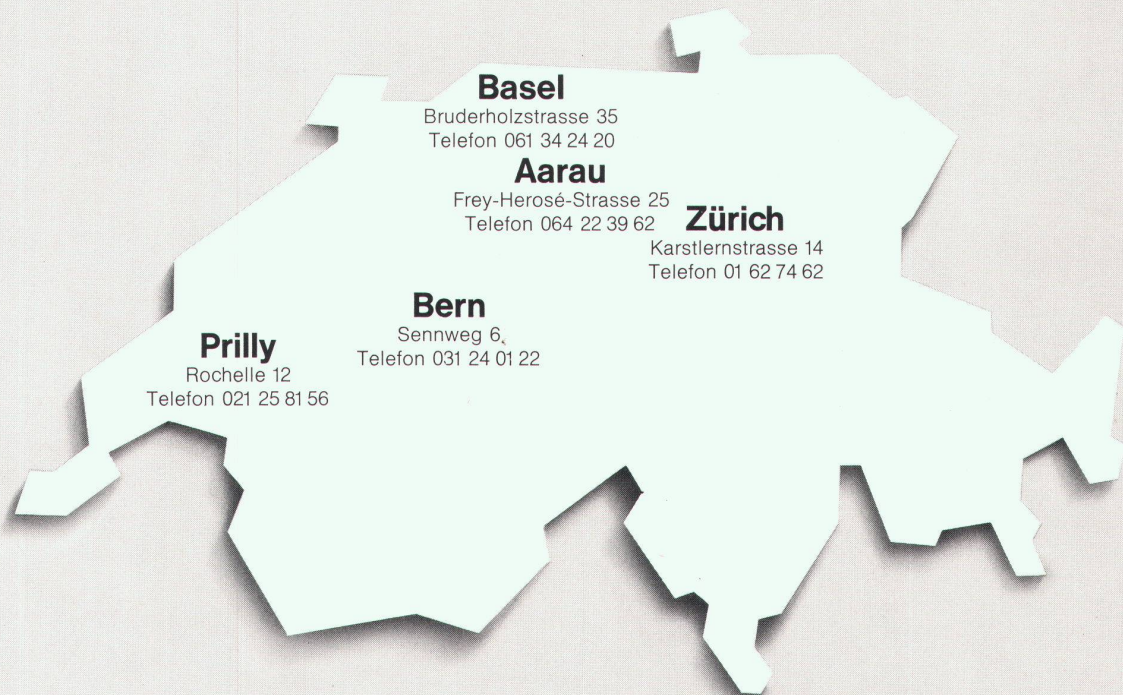 Basel
Bruderholzstrasse 35
Telefon 061 34 24 20
Aarau
Frey-Herosé-Strasse 25
Telefon 064 22 39 62
Zürich
Karstlernstrasse 14
Telefon 01 62 74 62
Bern
Sennweg 6
Telefon 031 24 01 22
Prilly
Rochelle 12
Telefon 021 25 81 56